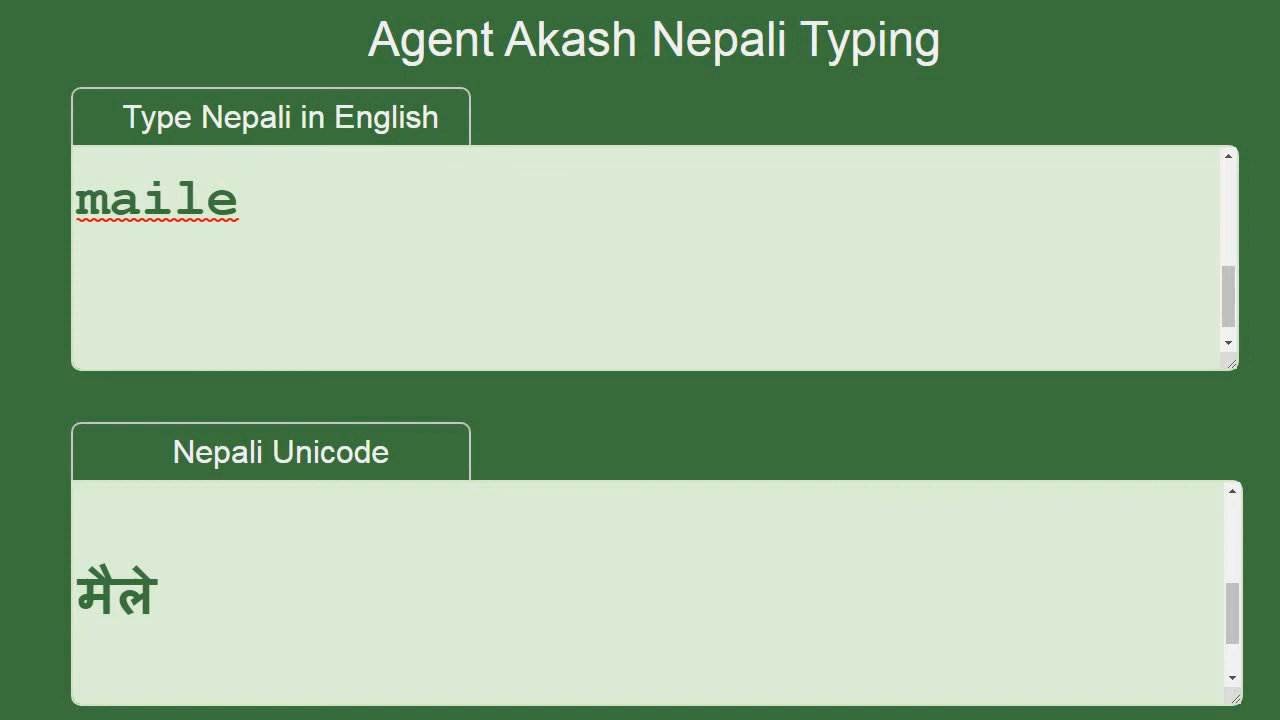 Agent Akash Nepali Typing
Type Nepali in English
maile
Nepali Unicode
मैले